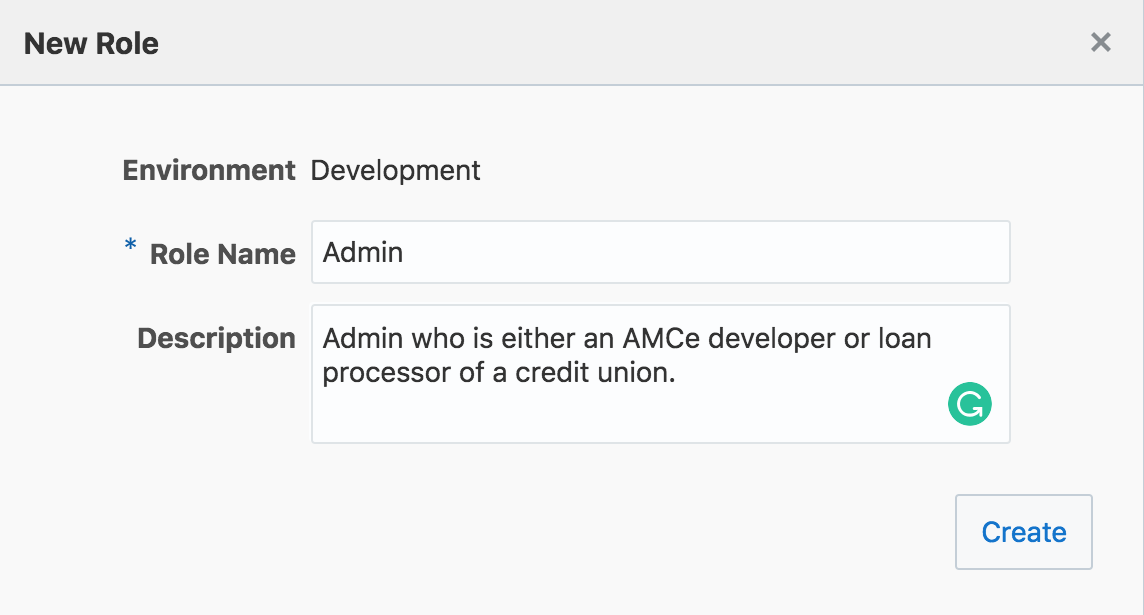 New Role
Environment Development
* Role Name Admin
Description Admin who is either an AMCe developer or loan
processor of a credit union.
Create